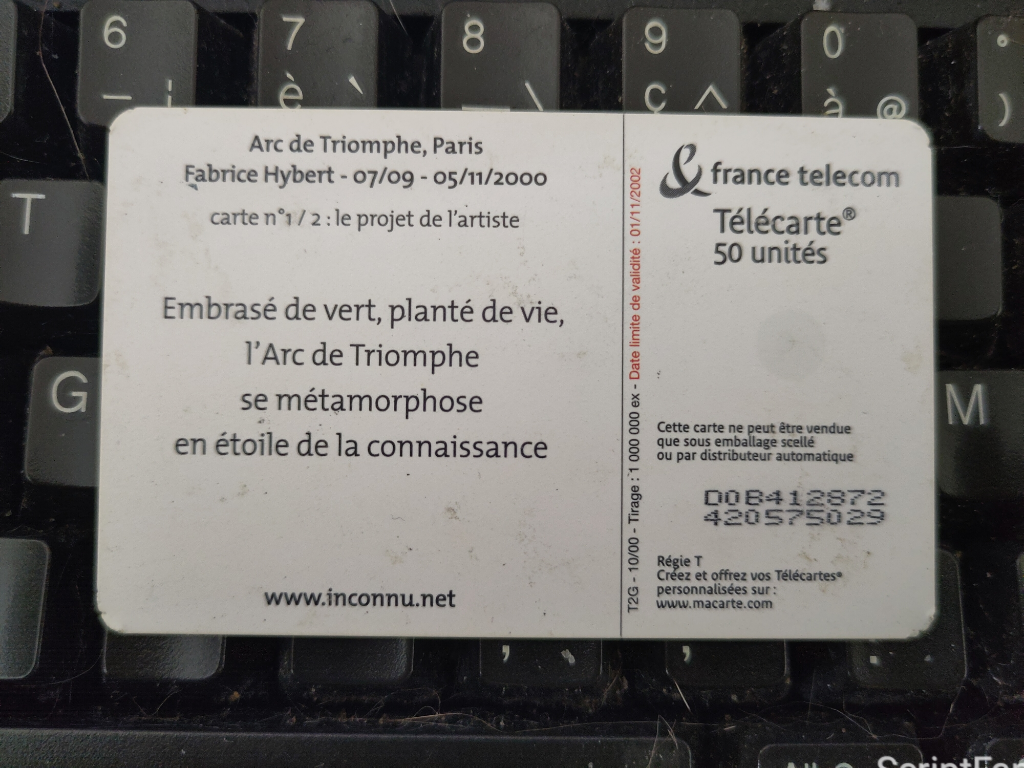 6 7 8 9 0 °
_ | è ` _ \ ç ^ à @ )
T
G
M
Arc de Triomphe, Paris
Fabrice Hybert - 07/09 - 05/11/2000
carte n°1 / 2 : le projet de l'artiste
Embrasé de vert, planté de vie,
l'Arc de Triomphe
se métamorphose
en étoile de la connaissance
www.inconnu.net
T2G - 10/00 - Tirage : 1 000 000 ex - Date limite de validité : 01/11/2002
france telecom
Télécarte®
50 unités
Cette carte ne peut être vendue
que sous emballage scellé
ou par distributeur automatique
D0B412872
420575029
Régie T
Créez et offrez vos Télécartes®
personnalisées sur :
www.macarte.com
, ; .